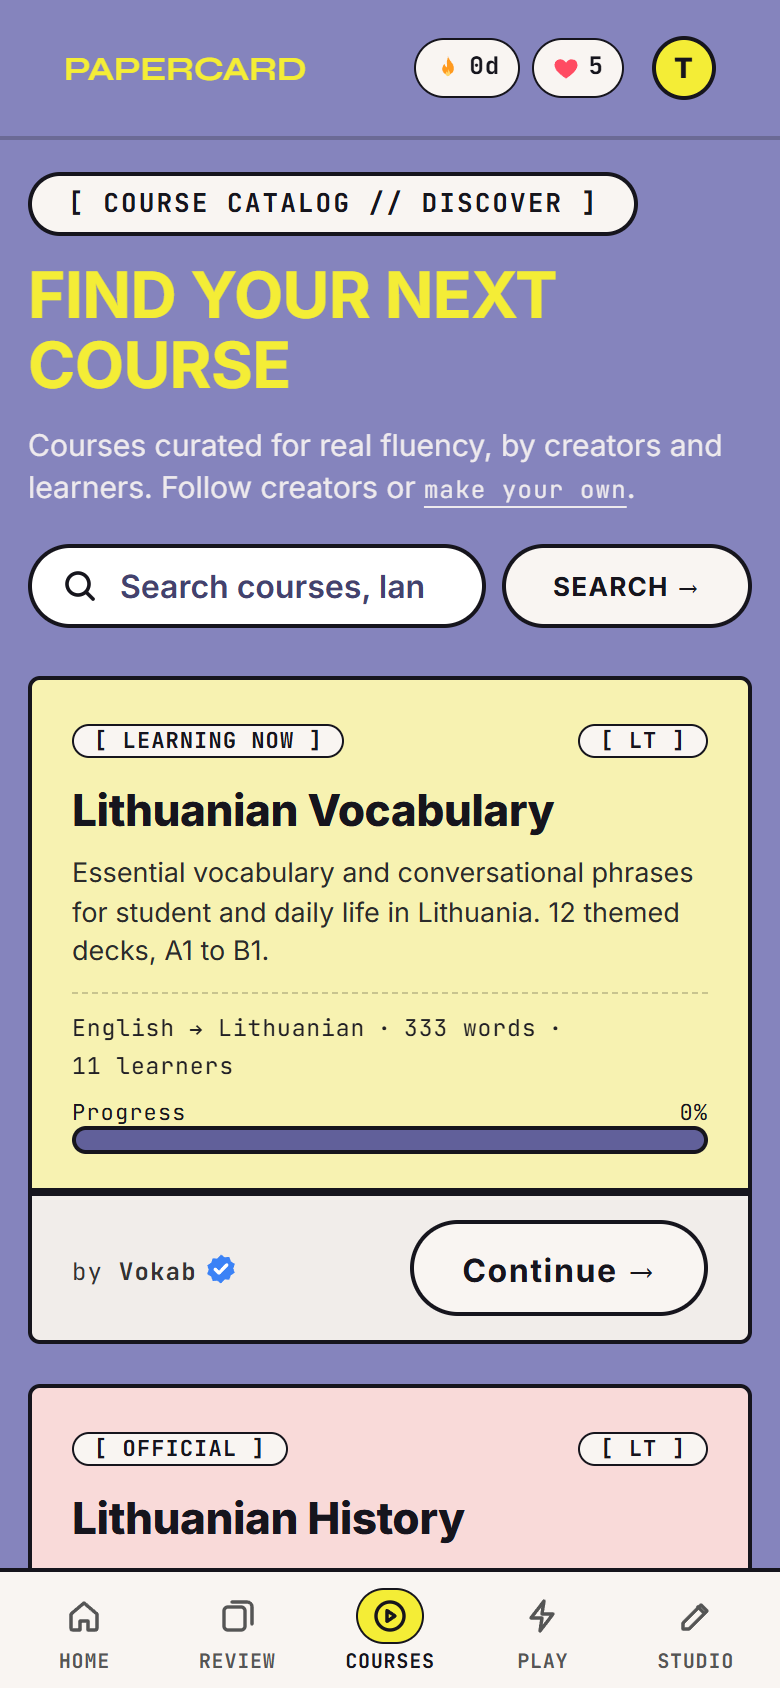 PAPERCARD
0d
5
T
[ COURSE CATALOG // DISCOVER ]
FIND YOUR NEXT
COURSE
Courses curated for real fluency, by creators and
learners. Follow creators or make your own.
Search courses, lan
SEARCH →
[ LEARNING NOW ]
[ LT ]
Lithuanian Vocabulary
Essential vocabulary and conversational phrases
for student and daily life in Lithuania. 12 themed
decks, A1 to B1.
English → Lithuanian · 333 words ·
11 learners
Progress
0%
by Vokab
Continue →
[ OFFICIAL ]
[ LT ]
Lithuanian History
HOME
REVIEW
COURSES
PLAY
STUDIO